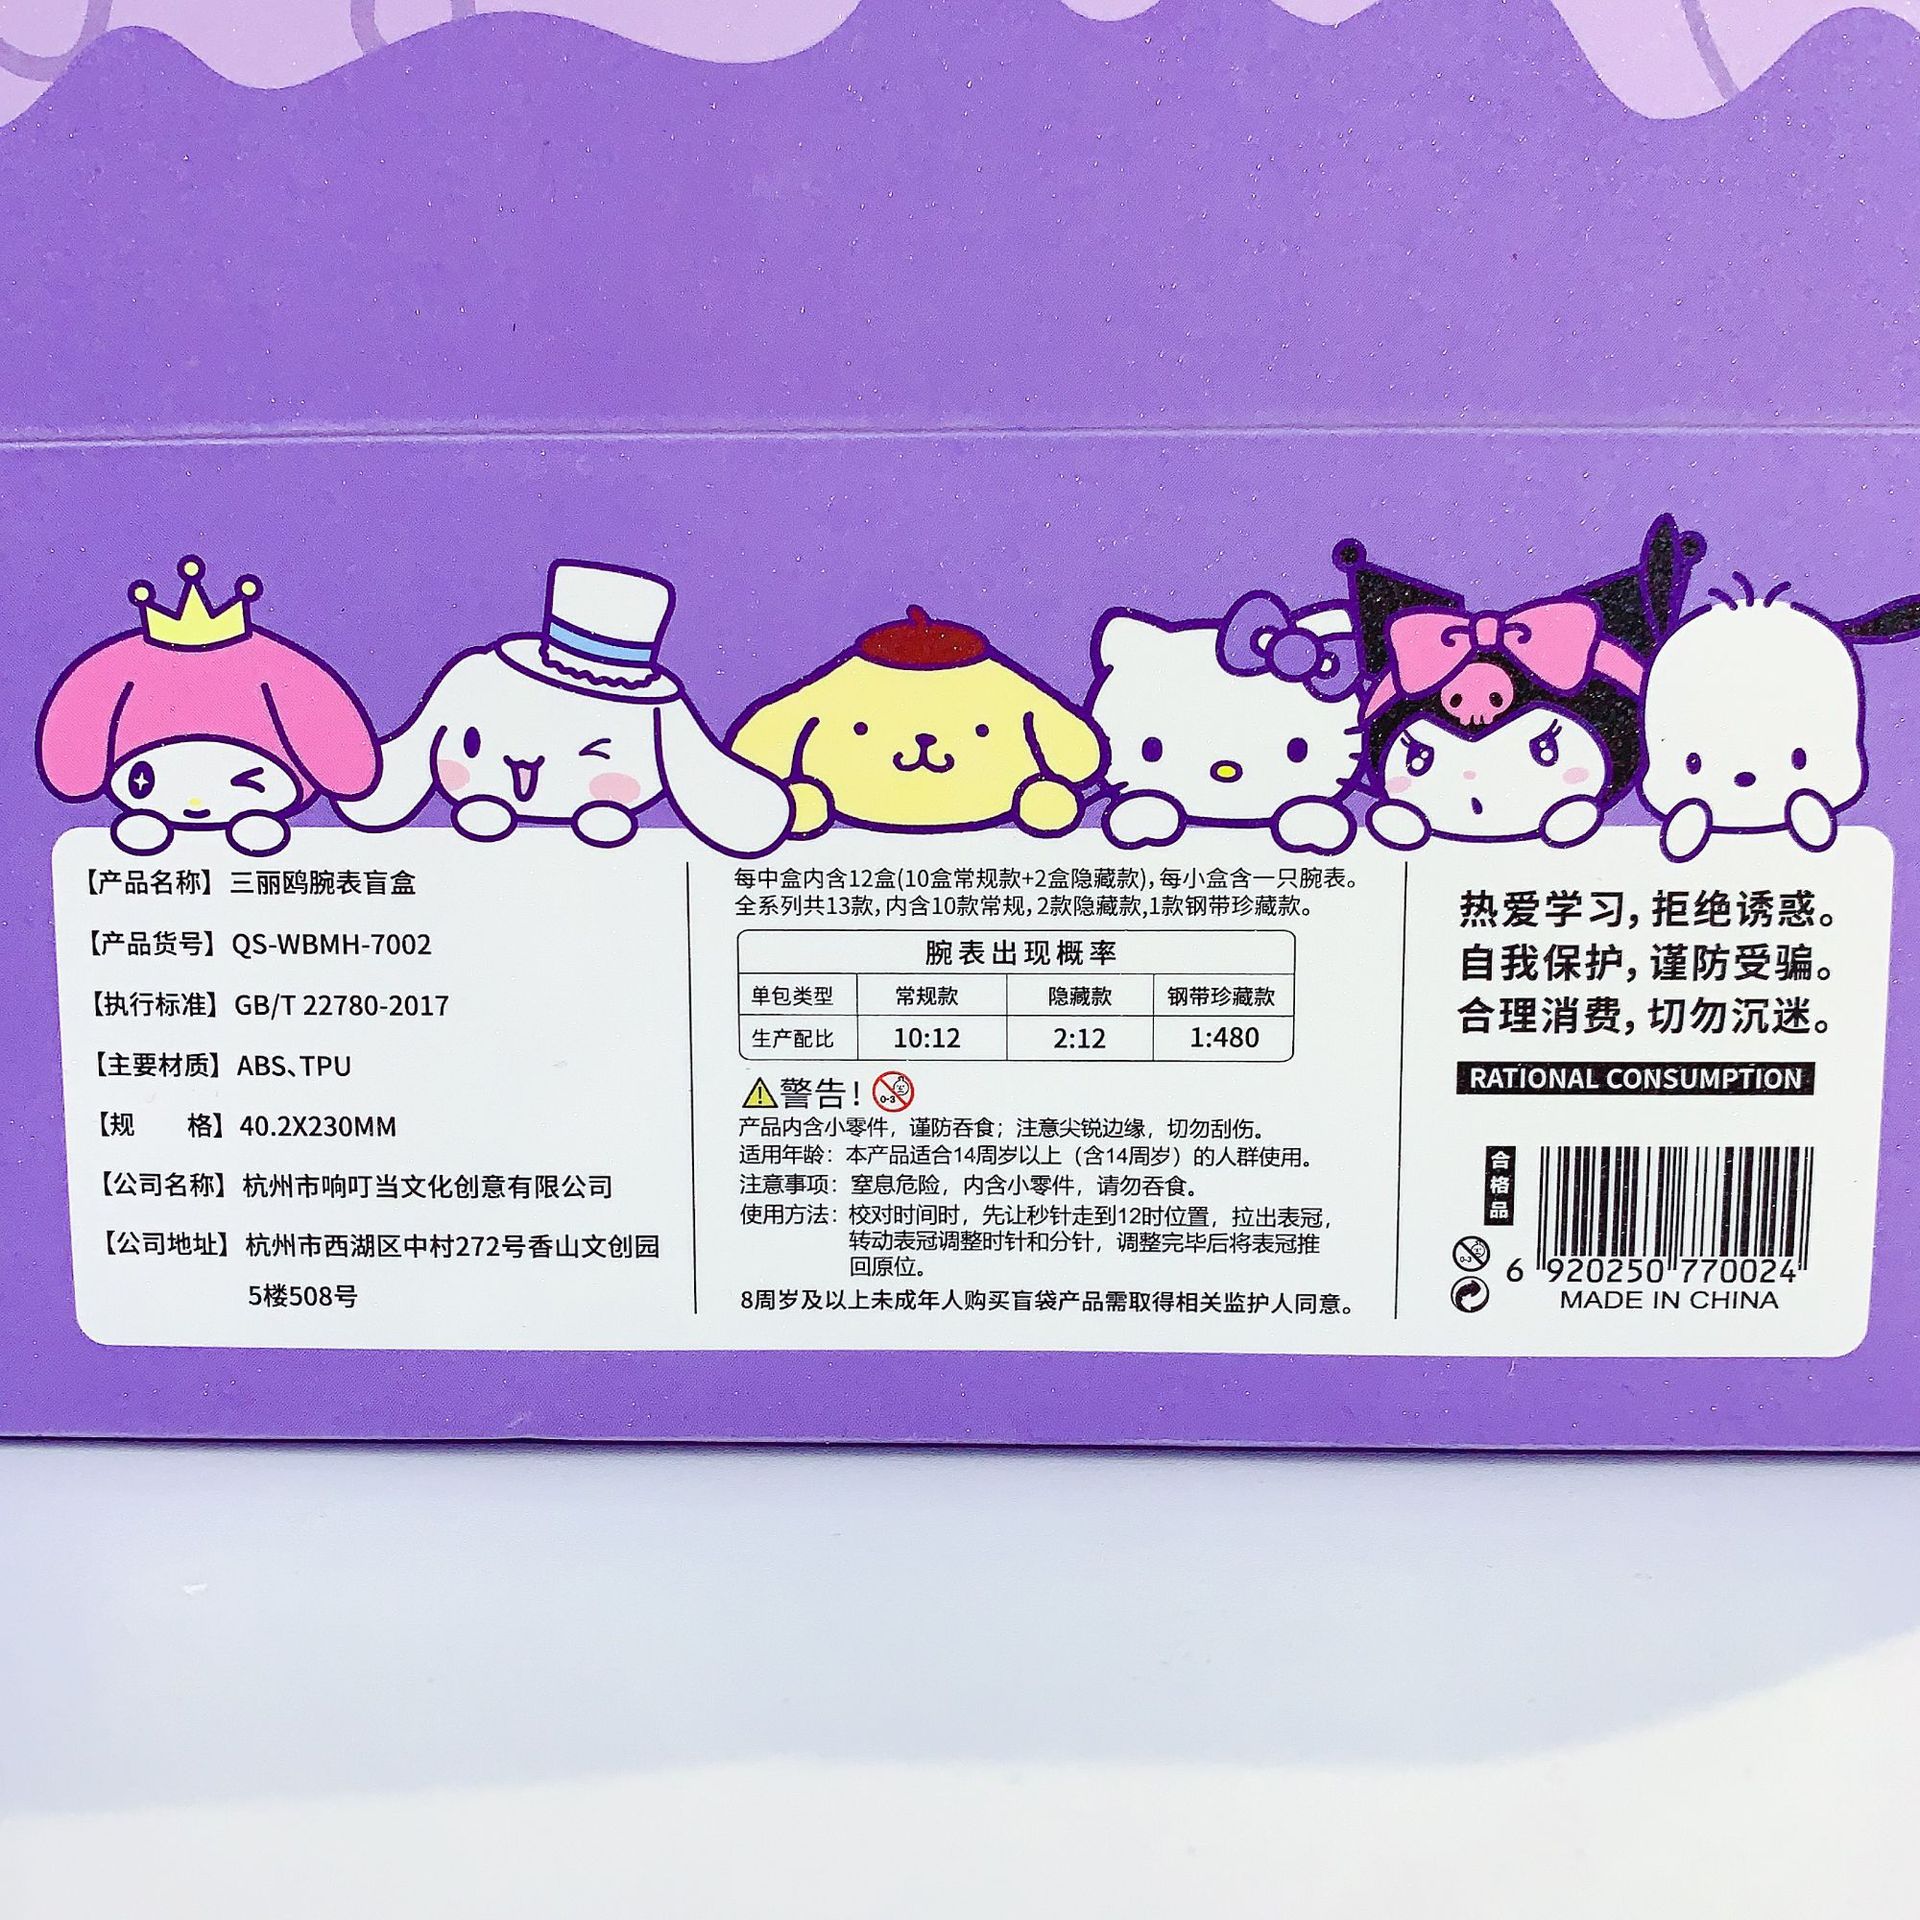 【产品名称】三丽鸥腕表盲盒
【产品货号】QS-WBMH-7002
【执行标准】GB/T 22780-2017
【主要材质】ABS、TPU
【规 格】40.2X230MM
【公司名称】杭州市响叮当文化创意有限公司
【公司地址】杭州市西湖区中村272号香山文创园
5楼508号
每中盒内含12盒(10盒常规款+2盒隐藏款),每小盒含一只腕表。
全系列共13款,内含10款常规,2款隐藏款,1款钢带珍藏款。
腕表出现概率
单包类型 常规款 隐藏款 钢带珍藏款
生产配比 10:12 2:12 1:480
警告! 0-3
产品内含小零件，谨防吞食；注意尖锐边缘，切勿刮伤。
适用年龄：本产品适合14周岁以上（含14周岁）的人群使用。
注意事项：窒息危险，内含小零件，请勿吞食。
使用方法：校对时间时，先让秒针走到12时位置，拉出表冠，
转动表冠调整时针和分针，调整完毕后将表冠推
回原位。
8周岁及以上未成年人购买盲袋产品需取得相关监护人同意。
热爱学习,拒绝诱惑。
自我保护,谨防受骗。
合理消费,切勿沉迷。
RATIONAL CONSUMPTION
合格品
0-3
6 920250 770024
MADE IN CHINA